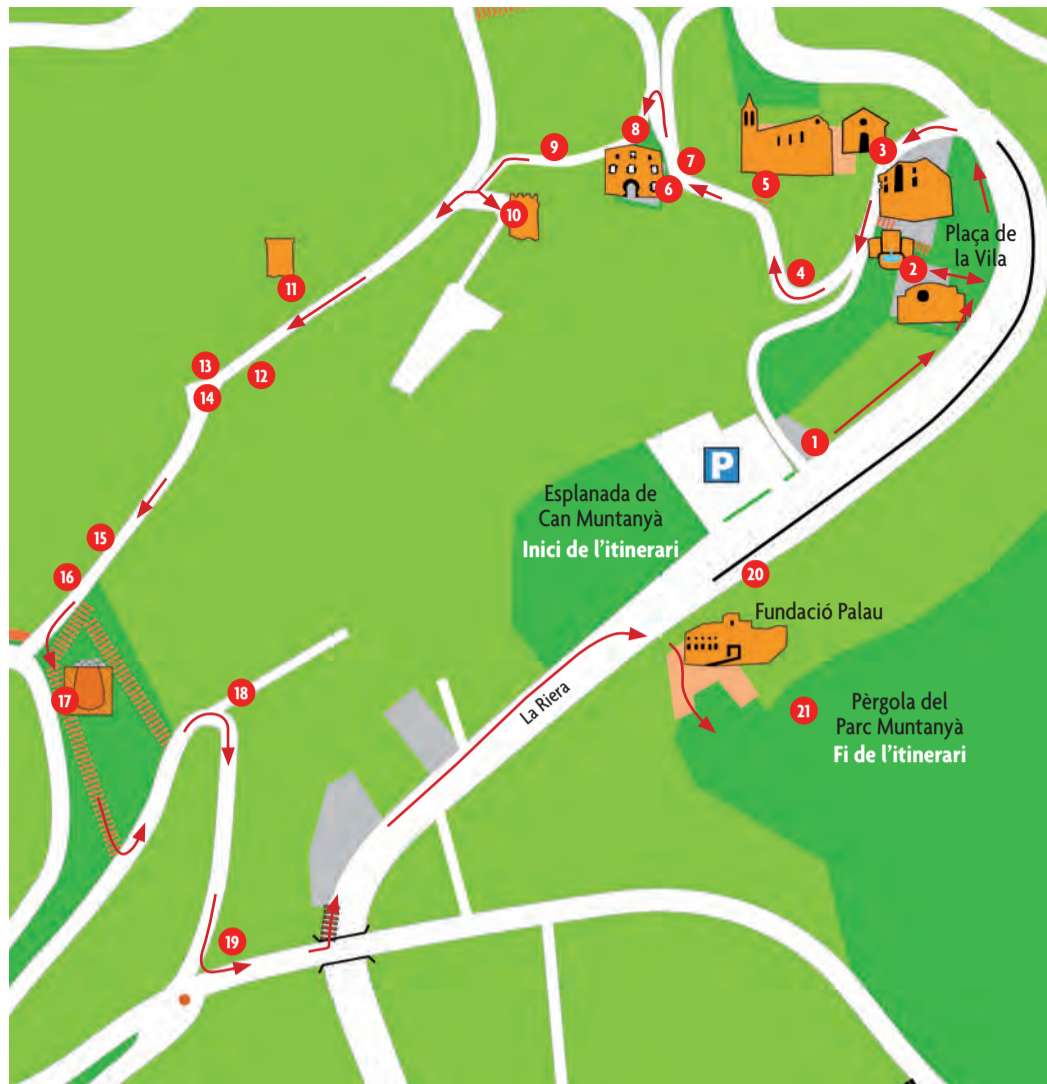 8
9
7
3
5
6
10
4
Plaça de
la Vila
2
11
13
12
14
1
P
Esplanada de
Can Muntanyà
Inici de l'itinerari
15
16
20
Fundació Palau
17
18
La Riera
21
Pèrgola del
Parc Muntanyà
Fi de l'itinerari
19